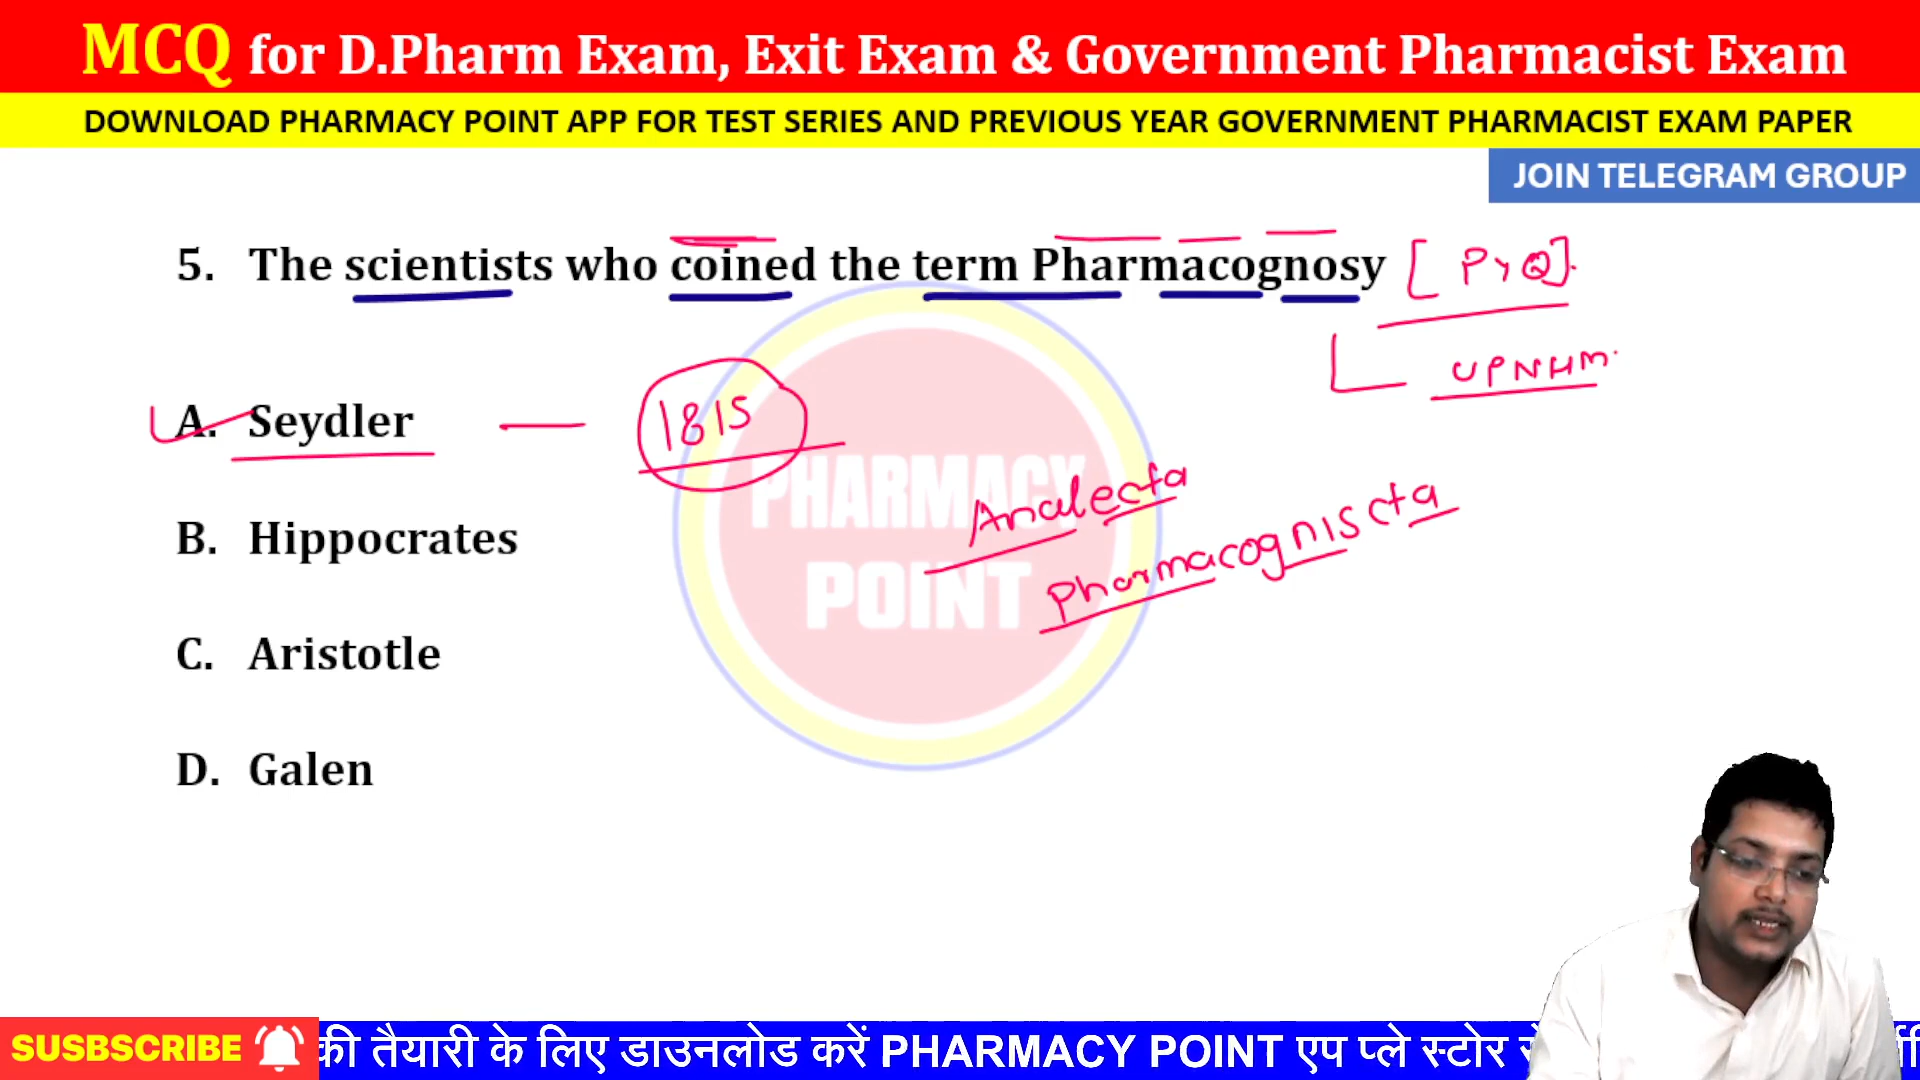 MCQ for D.Pharm Exam, Exit Exam & Government Pharmacist Exam
DOWNLOAD PHARMACY POINT APP FOR TEST SERIES AND PREVIOUS YEAR GOVERNMENT PHARMACIST EXAM PAPER
JOIN TELEGRAM GROUP
5. The scientists who coined the term Pharmacognosy [PYQ].
UPNHM.
A. Seydler — 1815
PHARMACY
POINT
Analecta
Pharmacogniscta
B. Hippocrates
C. Aristotle
D. Galen
SUSBSCRIBE की तैयारी के लिए डाउनलोड करें PHARMACY POINT एप प्ले स्टोर